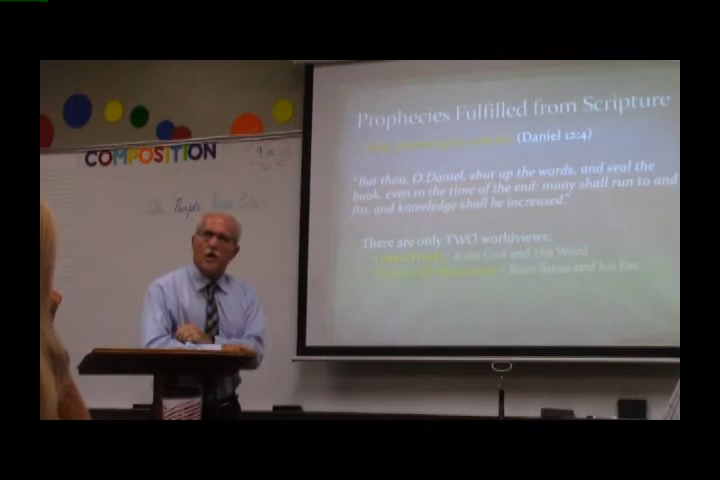 COMPOSITION
Purple
Prophecies Fulfilled from Scripture
(Daniel 12:4)
"But thou, O Daniel, shut up the words, and seal the
book, even to the time of the end: many shall run to and
fro, and knowledge shall be increased."
There are only TWO worldviews:
– from God and His Word
– from Satan and his lies